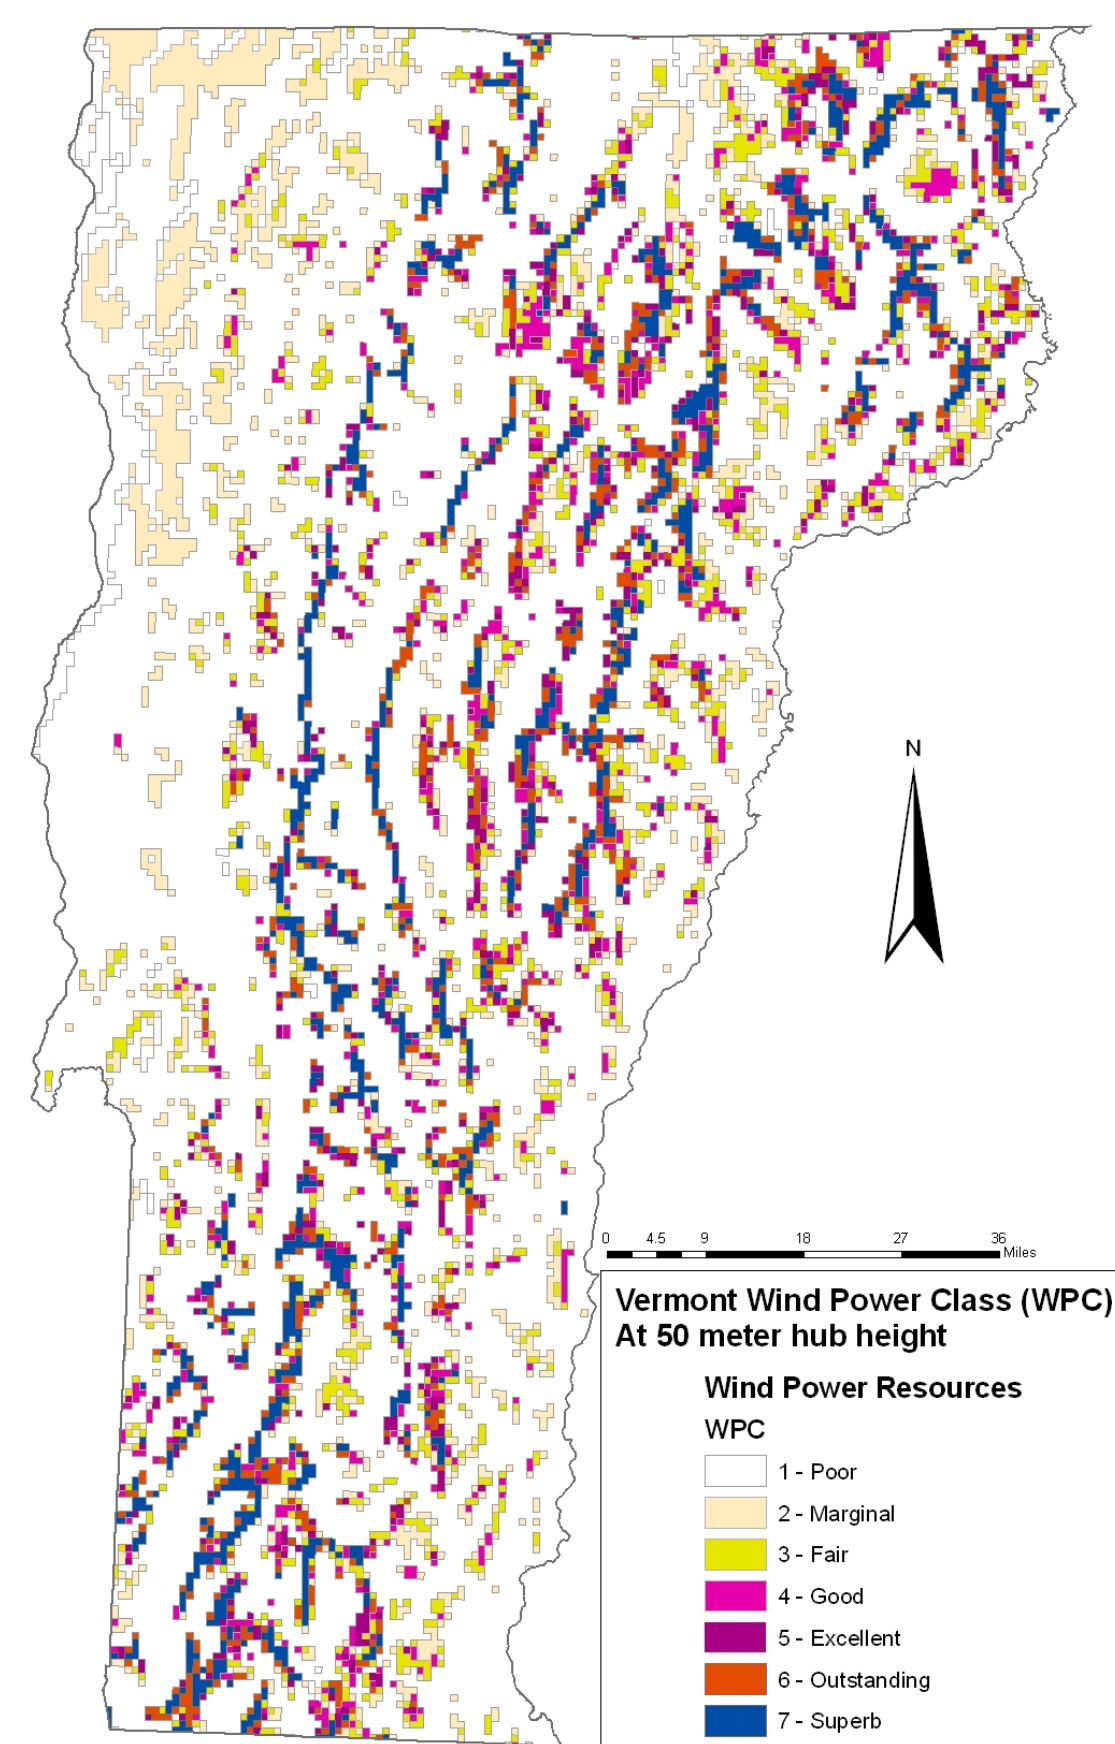 N
0 4.5 9 18 27 36
Miles
Vermont Wind Power Class (WPC)
At 50 meter hub height
Wind Power Resources
WPC
1 - Poor
2 - Marginal
3 - Fair
4 - Good
5 - Excellent
6 - Outstanding
7 - Superb